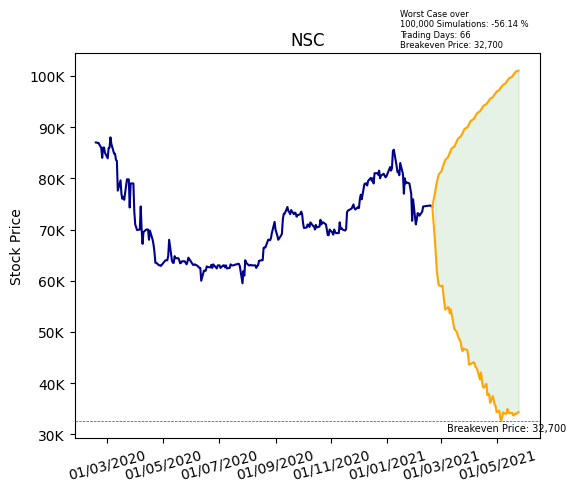 Worst Case over
100,000 Simulations: -56.14 %
Trading Days: 66
Breakeven Price: 32,700
NSC
100K
90K
80K
70K
60K
50K
40K
30K
Stock Price
Breakeven Price: 32,700
01/03/2020
01/05/2020
01/07/2020
01/09/2020
01/11/2020
01/01/2021
01/03/2021
01/05/2021